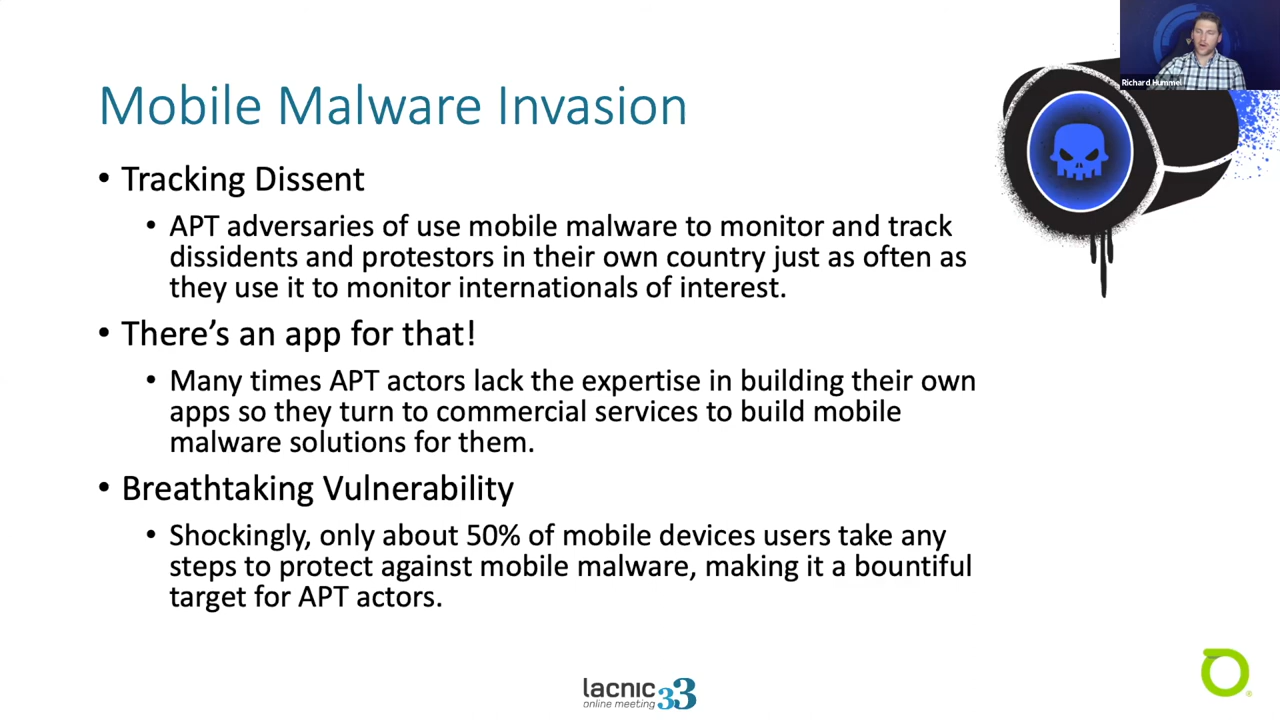 Richard Hummel
Mobile Malware Invasion
• Tracking Dissent
• APT adversaries of use mobile malware to monitor and track
dissidents and protestors in their own country just as often as
they use it to monitor internationals of interest.
• There’s an app for that!
• Many times APT actors lack the expertise in building their own
apps so they turn to commercial services to build mobile
malware solutions for them.
• Breathtaking Vulnerability
• Shockingly, only about 50% of mobile devices users take any
steps to protect against mobile malware, making it a bountiful
target for APT actors.
lacnic 33
online meeting
®